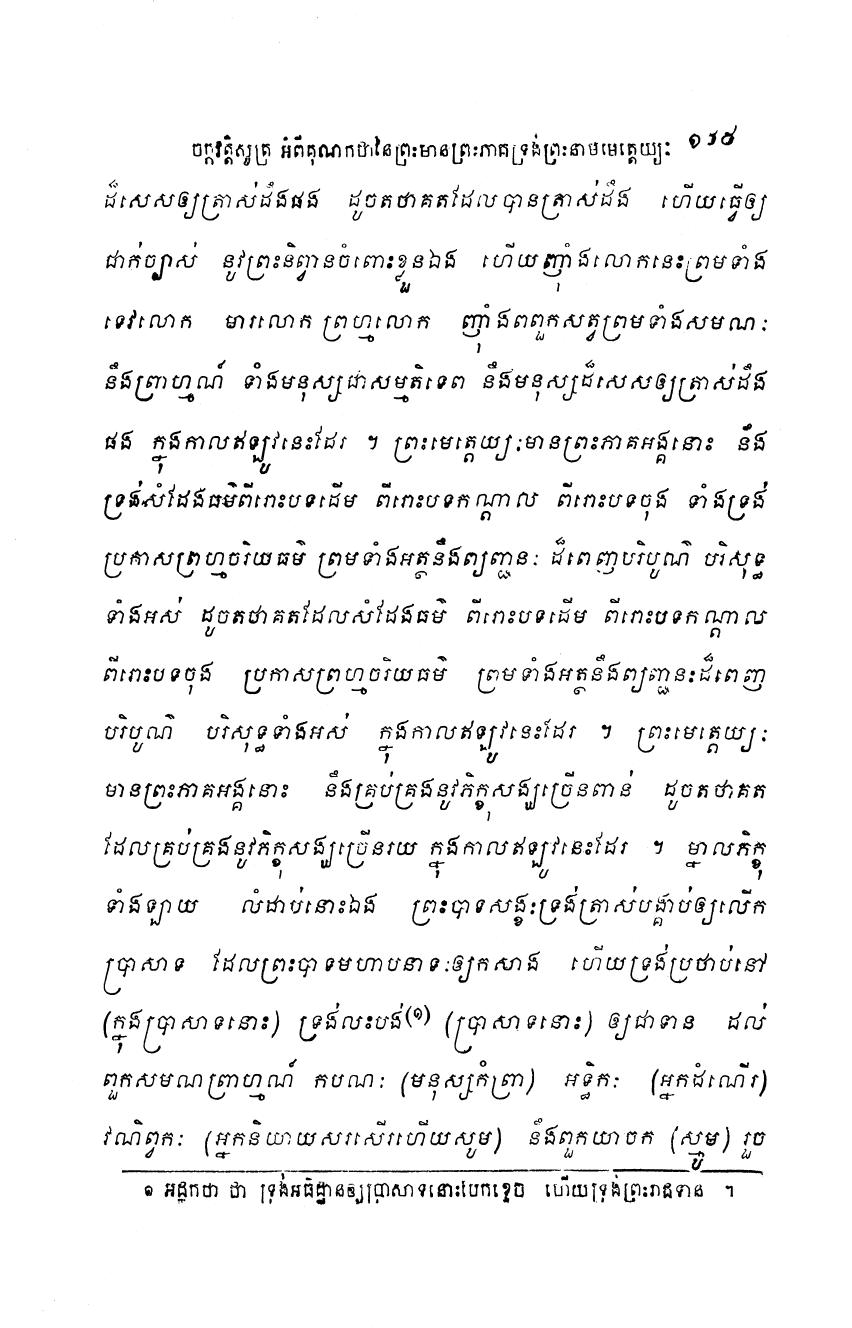 ចក្កវត្តិសូត្រ អំពីគុណកថានៃព្រះមានព្រះភាគទ្រង់ព្រះនាមមេត្តេយ្យៈ
ដ៏សេសឲ្យត្រាស់ដឹងផង ដូចតថាគតដែលបានត្រាស់ដឹង ហើយធ្វើឲ្យ
ជាក់ច្បាស់ នូវព្រះនិព្វានចំពោះខ្លួនឯង ហើយញុំាងលោកនេះព្រមទាំង
ទេវលោក មារលោក ព្រហ្មលោក ញុំាងពពួកសត្វព្រមទាំងសមណៈ
នឹងព្រាហ្មណ៍ ទាំងមនុស្សជាសម្មតិទេព នឹងមនុស្សដ៏សេសឲ្យត្រាស់ដឹង
ផង ក្នុងកាលឥឡូវនេះដែរ ។ ព្រះមេត្តេយ្យៈមានព្រះភាគអង្គនោះ នឹង
ទ្រង់សំដែងធម៌ពីរោះបទដើម ពីរោះបទកណ្តាល ពីរោះបទចុង ទាំងទ្រង់
ប្រកាសព្រហ្មចរិយធម៌ ព្រមទាំងអត្ថនឹងព្យញ្ជនៈ ដ៏ពេញបរិបូណ៌ បរិសុទ្ធ
ទាំងអស់ ដូចតថាគតដែលសំដែងធម៌ ពីរោះបទដើម ពីរោះបទកណ្តាល
ពីរោះបទចុង ប្រកាសព្រហ្មចរិយធម៌ ព្រមទាំងអត្ថនឹងព្យញ្ជនៈដ៏ពេញ
បរិបូណ៌ បរិសុទ្ធទាំងអស់ ក្នុងកាលឥឡូវនេះដែរ ។ ព្រះមេត្តេយ្យៈ
មានព្រះភាគអង្គនោះ នឹងគ្រប់គ្រងនូវភិក្ខុសង្ឃច្រើនពាន់ ដូចតថាគត
ដែលគ្រប់គ្រងនូវភិក្ខុសង្ឃច្រើនរយ ក្នុងកាលឥឡូវនេះដែរ ។ ម្នាលភិក្ខុ
ទាំងឡាយ លំដាប់នោះឯង ព្រះបាទសង្ខៈទ្រង់ត្រាស់បង្គាប់ឲ្យលើក
ប្រាសាទ ដែលព្រះបាទមហាបនាទៈឲ្យកសាង ហើយទ្រង់ប្រថាប់នៅ
(ក្នុងប្រាសាទនោះ) ទ្រង់លះបង់(១) (ប្រាសាទនោះ) ឲ្យជាទាន ដល់
ពួកសមណព្រាហ្មណ៍ កបណៈ (មនុស្សកំព្រា) អទ្ធិកៈ (អ្នកដំណើរ)
វណិព្វកៈ (អ្នកនិយាយសរសើរហើយសូម) នឹងពួកយាចក (ស្មូម) រួច
១ អដ្ឋកថា ថា ទ្រង់អធិដ្ឋានឲ្យប្រាសាទនោះបែកខ្ទេច ហើយទ្រង់ព្រះរាជទាន ។